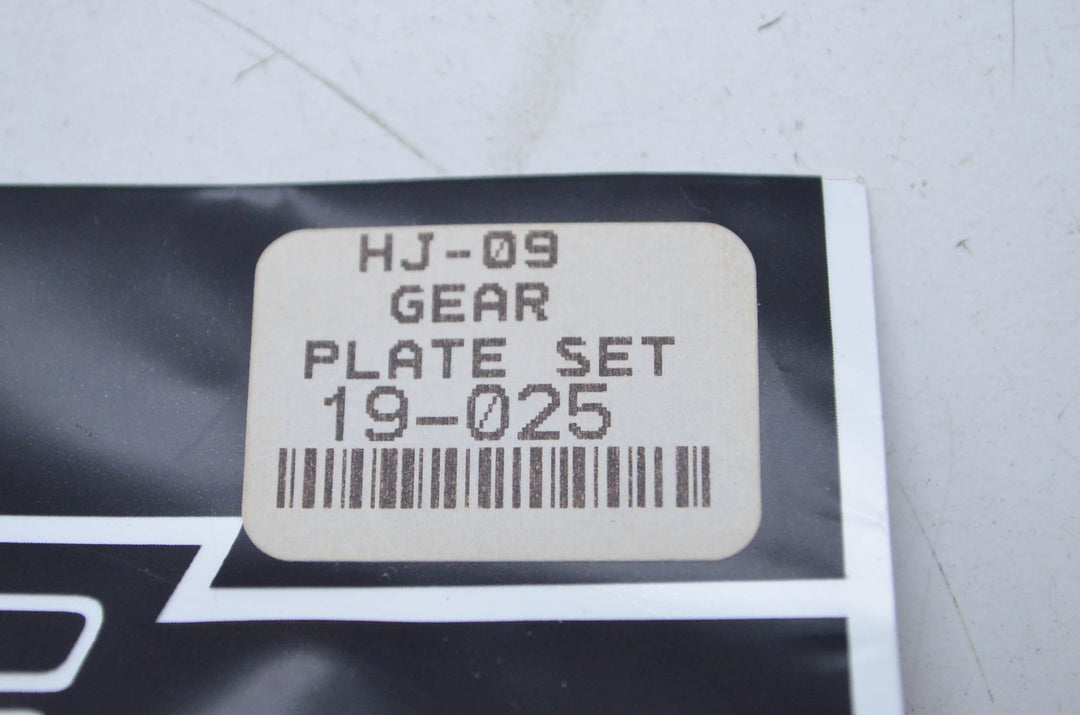 HJ-09
GEAR
PLATE SET
19-025